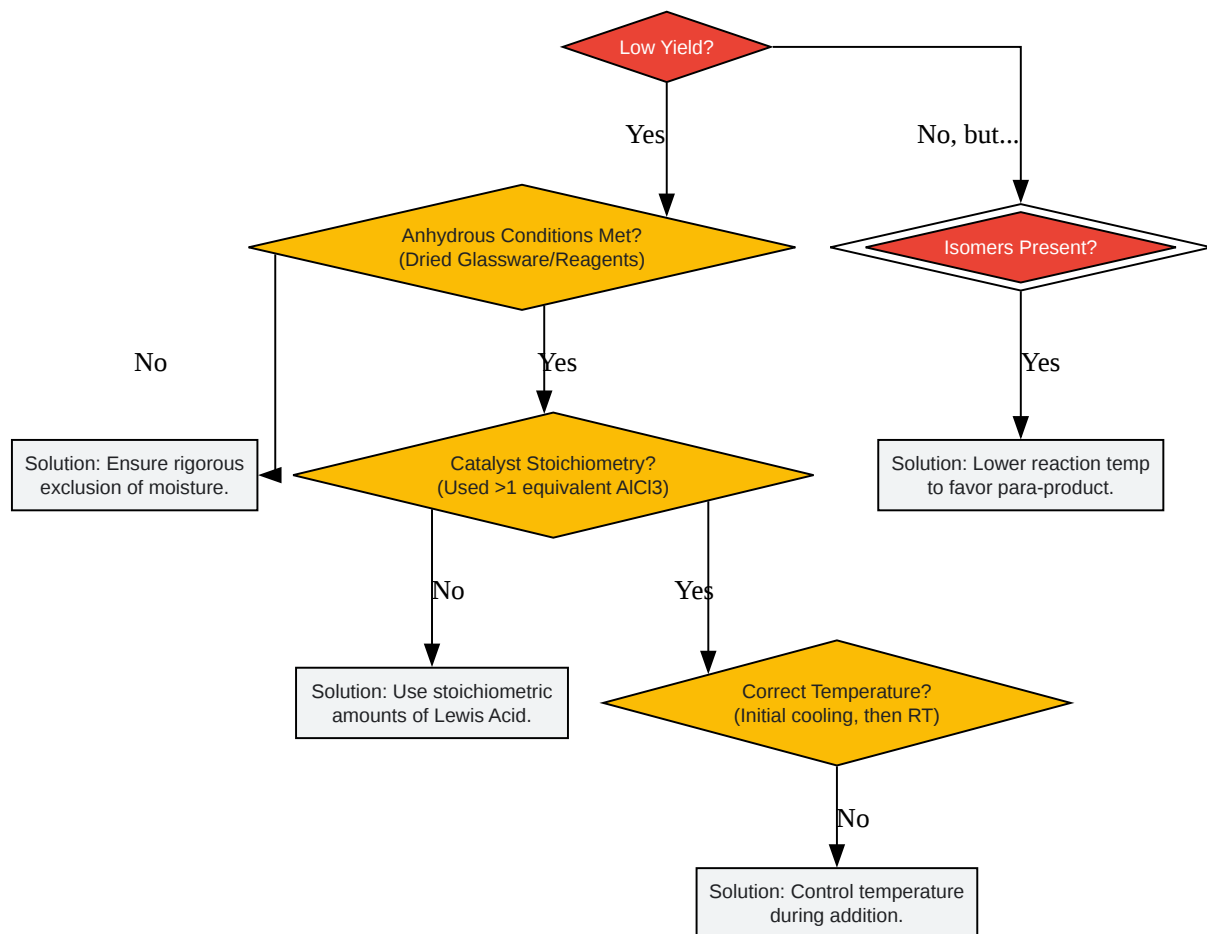 Low Yield?
Yes
No, but...
Anhydrous Conditions Met?
(Dried Glassware/Reagents)
Isomers Present?
No
Yes
Yes
Solution: Ensure rigorous
exclusion of moisture.
Catalyst Stoichiometry?
(Used >1 equivalent AlCl3)
Solution: Lower reaction temp
to favor para-product.
No
Yes
Solution: Use stoichiometric
amounts of Lewis Acid.
Correct Temperature?
(Initial cooling, then RT)
No
Solution: Control temperature
during addition.